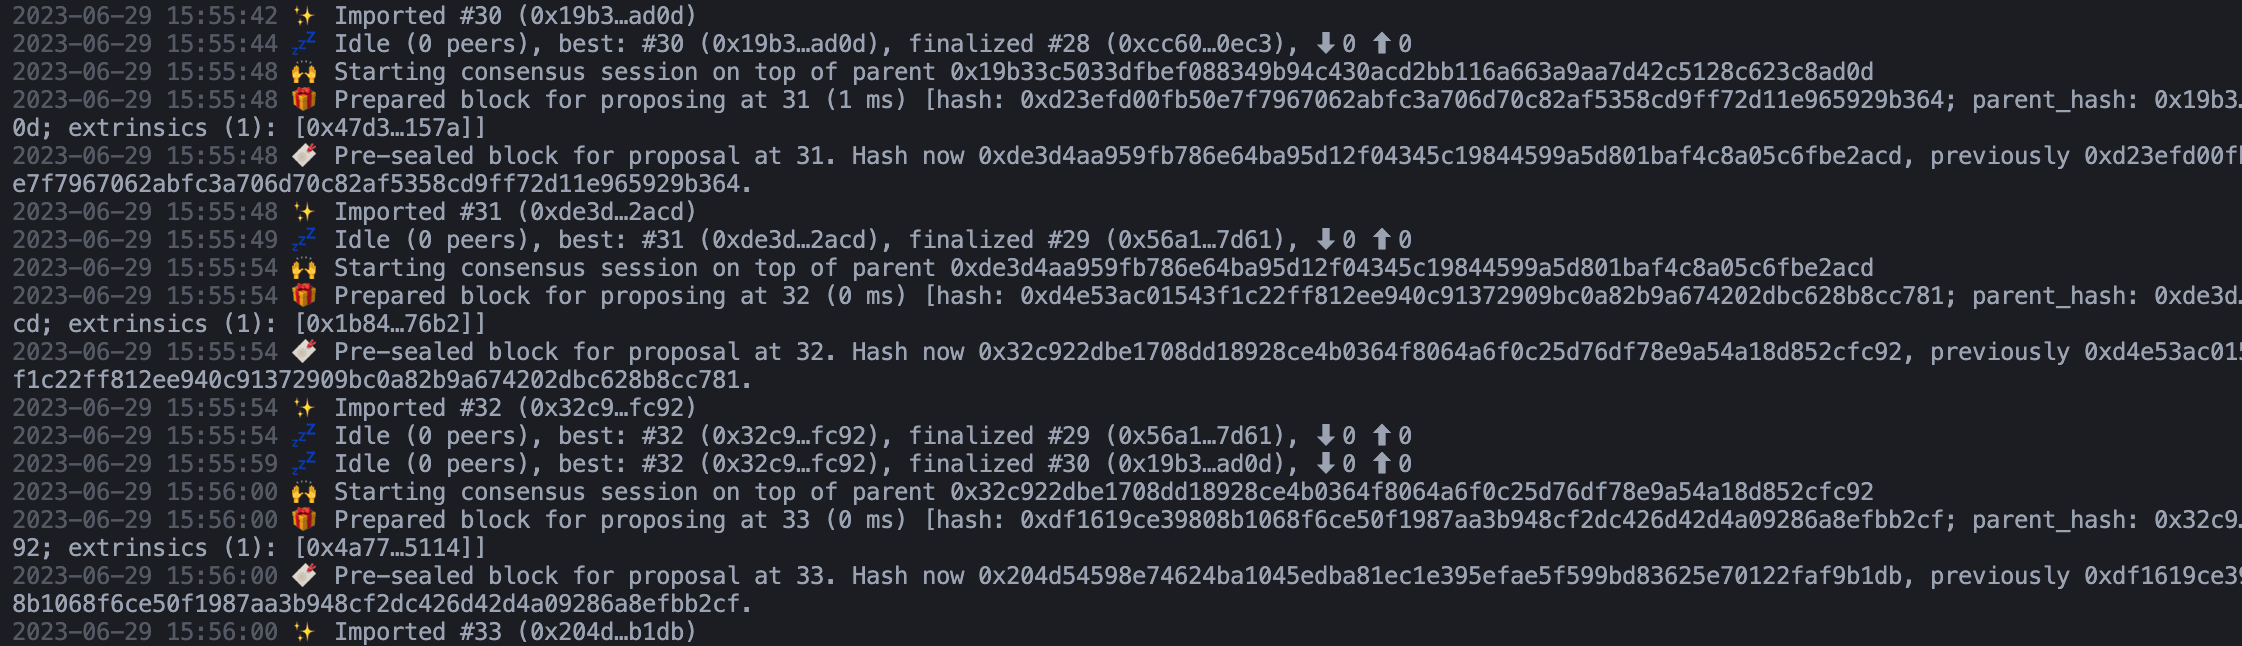 2023-06-29 15:55:42 ✨ Imported #30 (0x19b3…ad0d)
2023-06-29 15:55:44 💤 Idle (0 peers), best: #30 (0x19b3…ad0d), finalized #28 (0xcc60…0ec3), ⬇ 0 ⬆ 0
2023-06-29 15:55:48 🙌 Starting consensus session on top of parent 0x19b33c5033dfbef088349b94c430acd2bb116a663a9aa7d42c5128c623c8ad0d
2023-06-29 15:55:48 🎁 Prepared block for proposing at 31 (1 ms) [hash: 0xd23efd00fb50e7f7967062abfc3a706d70c82af5358cd9ff72d11e965929b364; parent_hash: 0x19b3…
0d; extrinsics (1): [0x47d3…157a]]
2023-06-29 15:55:48 🔖 Pre-sealed block for proposal at 31. Hash now 0xde3d4aa959fb786e64ba95d12f04345c19844599a5d801baf4c8a05c6fbe2acd, previously 0xd23efd00fb
e7f7967062abfc3a706d70c82af5358cd9ff72d11e965929b364.
2023-06-29 15:55:48 ✨ Imported #31 (0xde3d…2acd)
2023-06-29 15:55:49 💤 Idle (0 peers), best: #31 (0xde3d…2acd), finalized #29 (0x56a1…7d61), ⬇ 0 ⬆ 0
2023-06-29 15:55:54 🙌 Starting consensus session on top of parent 0xde3d4aa959fb786e64ba95d12f04345c19844599a5d801baf4c8a05c6fbe2acd
2023-06-29 15:55:54 🎁 Prepared block for proposing at 32 (0 ms) [hash: 0xd4e53ac01543f1c22ff812ee940c91372909bc0a82b9a674202dbc628b8cc781; parent_hash: 0xde3d…
cd; extrinsics (1): [0x1b84…76b2]]
2023-06-29 15:55:54 🔖 Pre-sealed block for proposal at 32. Hash now 0x32c922dbe1708dd18928ce4b0364f8064a6f0c25d76df78e9a54a18d852cfc92, previously 0xd4e53ac015
f1c22ff812ee940c91372909bc0a82b9a674202dbc628b8cc781.
2023-06-29 15:55:54 ✨ Imported #32 (0x32c9…fc92)
2023-06-29 15:55:54 💤 Idle (0 peers), best: #32 (0x32c9…fc92), finalized #29 (0x56a1…7d61), ⬇ 0 ⬆ 0
2023-06-29 15:55:59 💤 Idle (0 peers), best: #32 (0x32c9…fc92), finalized #30 (0x19b3…ad0d), ⬇ 0 ⬆ 0
2023-06-29 15:56:00 🙌 Starting consensus session on top of parent 0x32c922dbe1708dd18928ce4b0364f8064a6f0c25d76df78e9a54a18d852cfc92
2023-06-29 15:56:00 🎁 Prepared block for proposing at 33 (0 ms) [hash: 0xdf1619ce39808b1068f6ce50f1987aa3b948cf2dc426d42d4a09286a8efbb2cf; parent_hash: 0x32c9…
92; extrinsics (1): [0x4a77…5114]]
2023-06-29 15:56:00 🔖 Pre-sealed block for proposal at 33. Hash now 0x204d54598e74624ba1045edba81ec1e395efae5f599bd83625e70122faf9b1db, previously 0xdf1619ce39
8b1068f6ce50f1987aa3b948cf2dc426d42d4a09286a8efbb2cf.
2023-06-29 15:56:00 ✨ Imported #33 (0x204d…b1db)